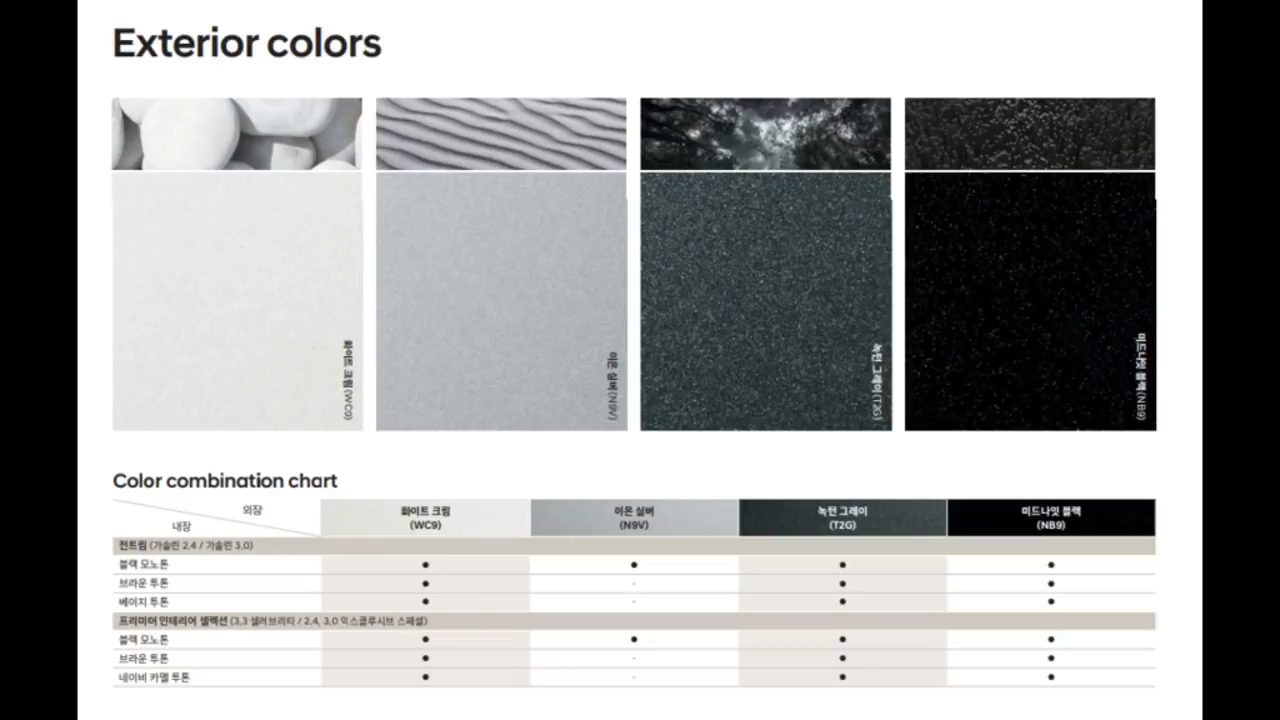 Exterior colors
화이트 크림(WC9)
이온 실버(N9V)
녹턴 그레이(T2G)
미드나잇 블랙(NB9)
Color combination chart
외장
내장
화이트 크림
(WC9)
이온 실버
(N9V)
녹턴 그레이
(T2G)
미드나잇 블랙
(NB9)
전트림 (가솔린 2.4 / 가솔린 3.0)
블랙 모노톤 ● ● ● ●
브라운 투톤 ● - ● ●
베이지 투톤 ● - ● ●
프리미어 인테리어 셀렉션 (3.3 셀러브리티 / 2.4, 3.0 익스클루시브 스페셜)
블랙 모노톤 ● ● ● ●
브라운 투톤 ● - ● ●
네이비 카멜 투톤 ● - ● ●